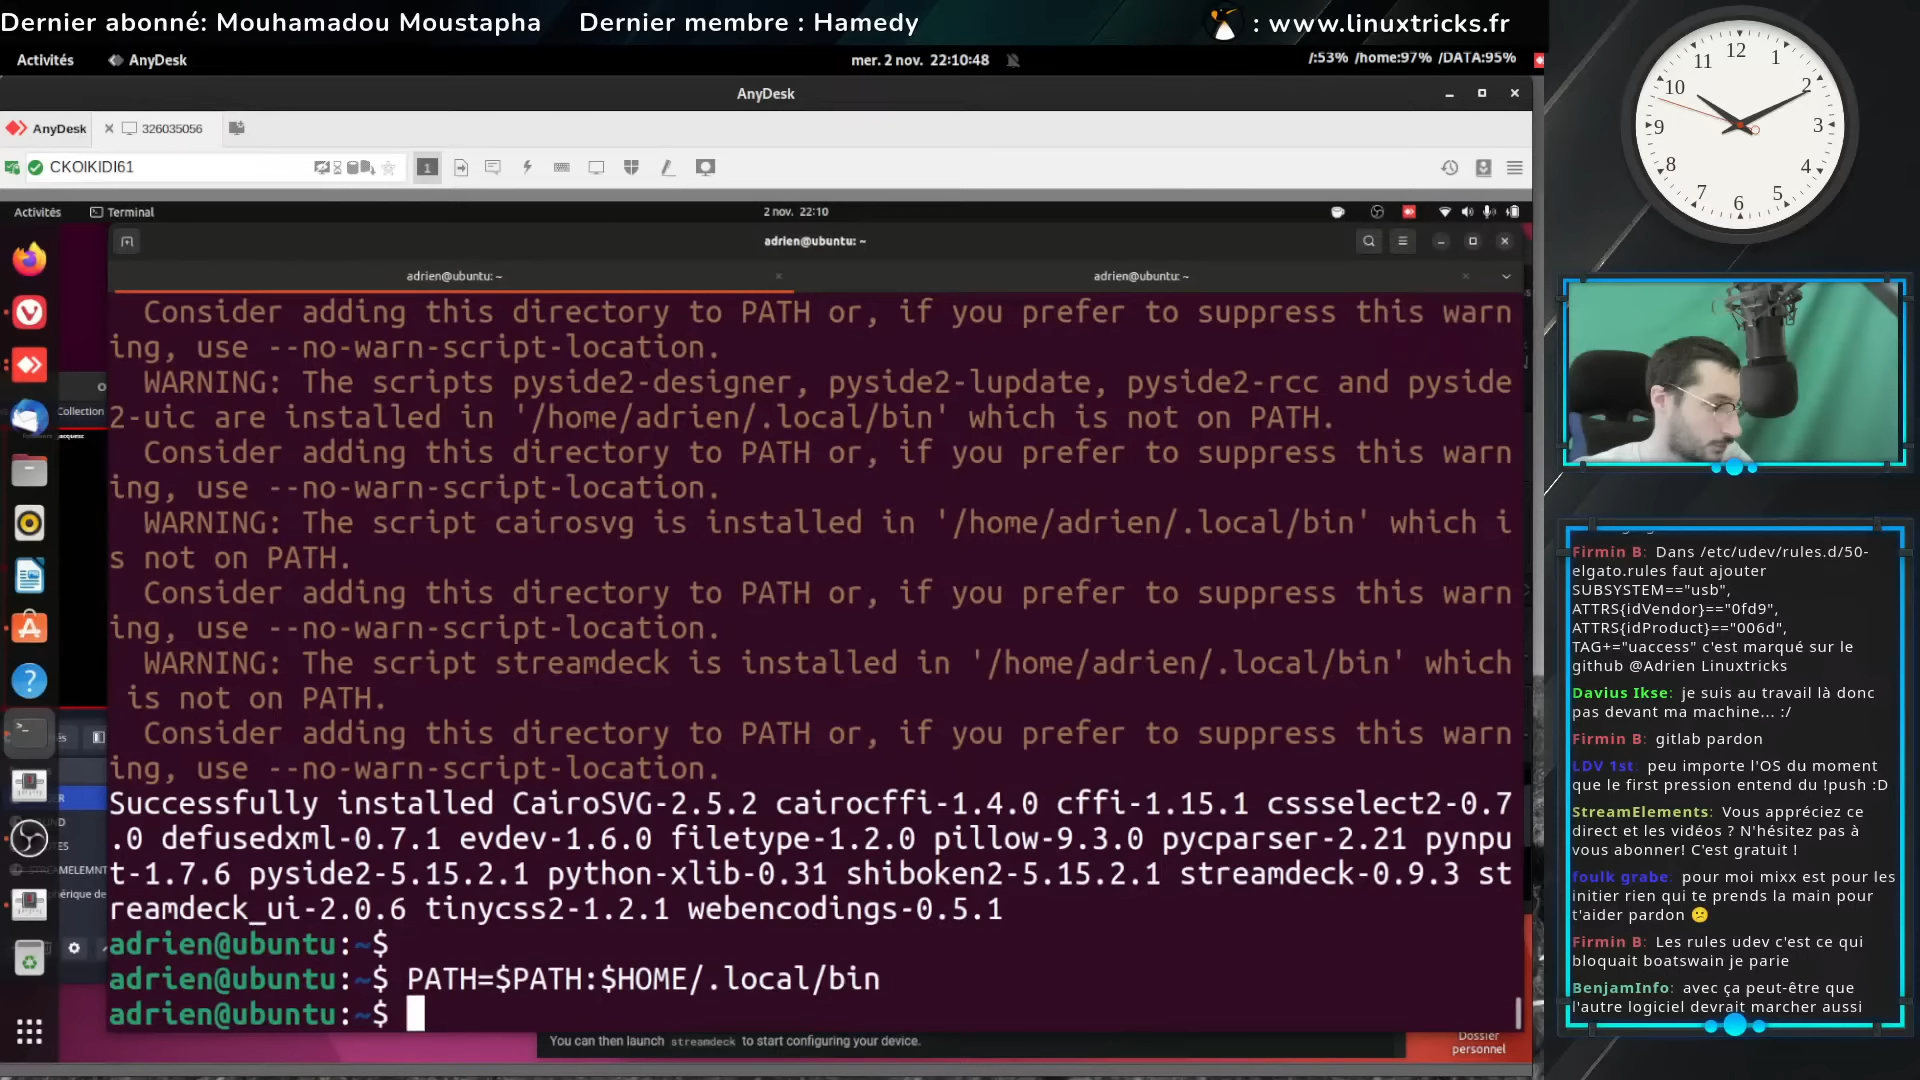 Dernier abonné: Mouhamadou Moustapha Dernier membre : Hamedy : www.linuxtricks.fr
Activités AnyDesk mer. 2 nov. 22:10:48 /:53% /home:97% /DATA:95%
AnyDesk
AnyDesk 326035056
CKOIKIDI61 1
Activités Terminal 2 nov. 22:10
adrien@ubuntu: ~
adrien@ubuntu: ~ adrien@ubuntu: ~
Consider adding this directory to PATH or, if you prefer to suppress this warn
ing, use --no-warn-script-location.
WARNING: The scripts pyside2-designer, pyside2-lupdate, pyside2-rcc and pyside
2-uic are installed in '/home/adrien/.local/bin' which is not on PATH.
Consider adding this directory to PATH or, if you prefer to suppress this warn
ing, use --no-warn-script-location.
WARNING: The script cairosvg is installed in '/home/adrien/.local/bin' which i
s not on PATH.
Consider adding this directory to PATH or, if you prefer to suppress this warn
ing, use --no-warn-script-location.
WARNING: The script streamdeck is installed in '/home/adrien/.local/bin' which
is not on PATH.
Consider adding this directory to PATH or, if you prefer to suppress this warn
ing, use --no-warn-script-location.
Successfully installed CairoSVG-2.5.2 cairocffi-1.4.0 cffi-1.15.1 cssselect2-0.7
.0 defusedxml-0.7.1 evdev-1.6.0 filetype-1.2.0 pillow-9.3.0 pycparser-2.21 pynpu
t-1.7.6 pyside2-5.15.2.1 python-xlib-0.31 shiboken2-5.15.2.1 streamdeck-0.9.3 st
reamdeck_ui-2.0.6 tinycss2-1.2.1 webencodings-0.5.1
adrien@ubuntu:~$
adrien@ubuntu:~$ PATH=$PATH:$HOME/.local/bin
adrien@ubuntu:~$
You can then launch streamdeck to start configuring your device.
Dossier
personnel
Collection
12
1
2
3
4
5
6
7
8
9
10
11
Firmin B: Dans /etc/udev/rules.d/50-
elgato.rules faut ajouter
SUBSYSTEM=="usb",
ATTRS{idVendor}=="0fd9",
ATTRS{idProduct}=="006d",
TAG+="uaccess" c'est marqué sur le
github @Adrien Linuxtricks
Davius Ikse: je suis au travail là donc
pas devant ma machine... :/
Firmin B: gitlab pardon
LDV 1st: peu importe l'OS du moment
que le first pression entend du !push :D
StreamElements: Vous appréciez ce
direct et les vidéos ? N'hésitez pas à
vous abonner! C'est gratuit !
foulk grabe: pour moi mixx est pour les
initier rien qui te prends la main pour
t'aider pardon 😕
Firmin B: Les rules udev c'est ce qui
bloquait boatswain je parie
BenjamInfo: avec ça peut-être que
l'autre logiciel devrait marcher aussi